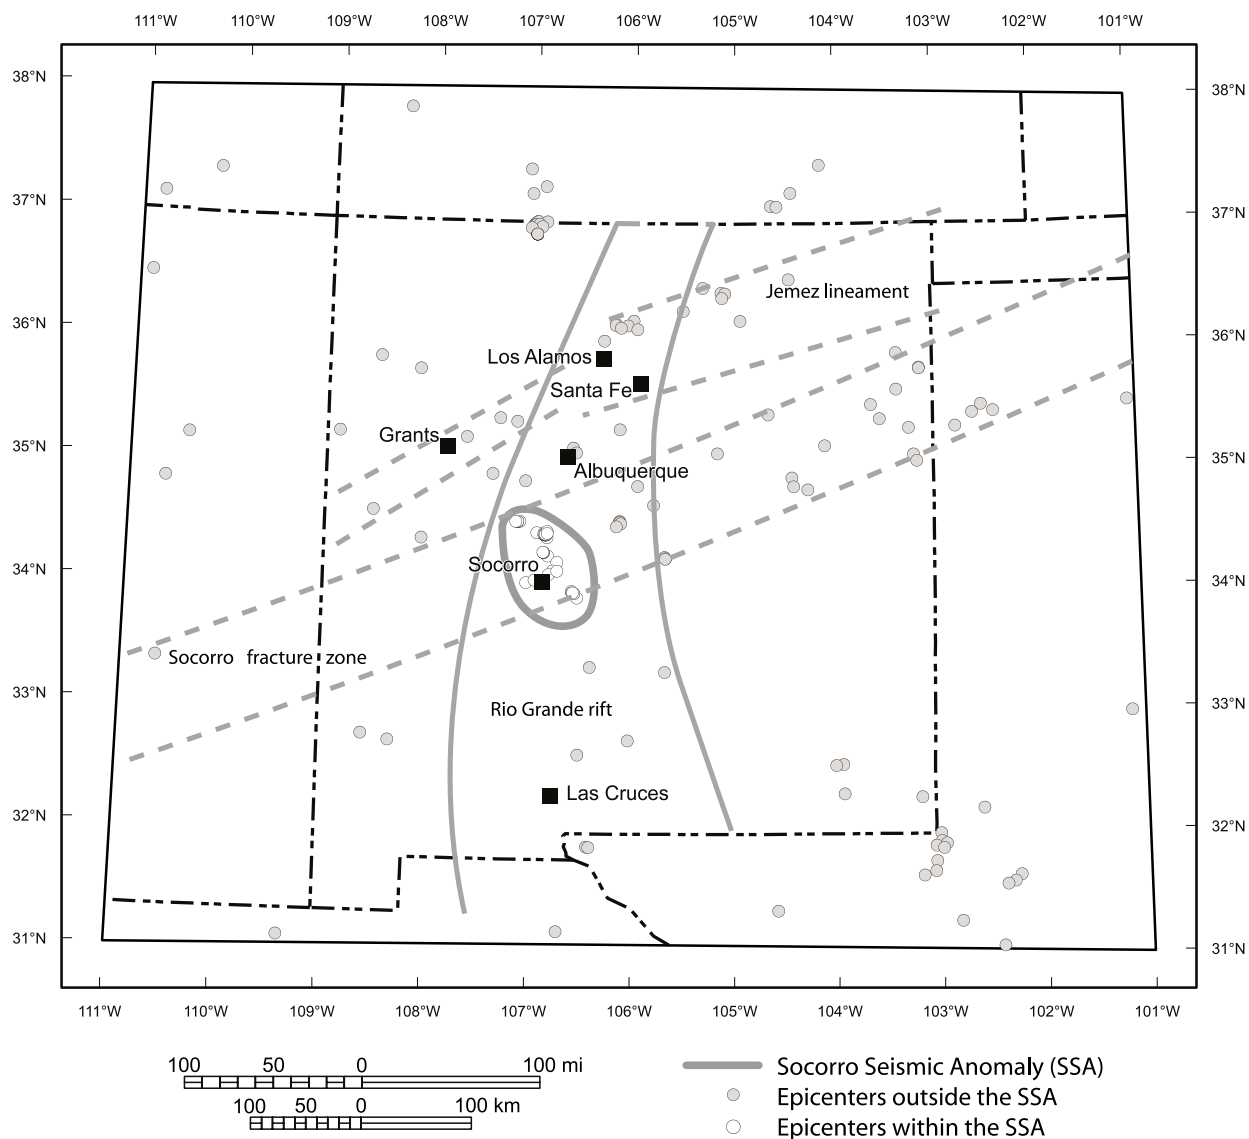 111°W 110°W 109°W 108°W 107°W 106°W 105°W 104°W 103°W 102°W 101°W
38°N 38°N
37°N 37°N
Jemez lineament
36°N 36°N
Los Alamos
Santa Fe
Grants
35°N 35°N
Albuquerque
Socorro
34°N 34°N
Socorro fracture zone
33°N 33°N
Rio Grande rift
Las Cruces
32°N 32°N
31°N 31°N
111°W 110°W 109°W 108°W 107°W 106°W 105°W 104°W 103°W 102°W 101°W
100 50 0 100 mi
100 50 0 100 km
Socorro Seismic Anomaly (SSA)
Epicenters outside the SSA
Epicenters within the SSA